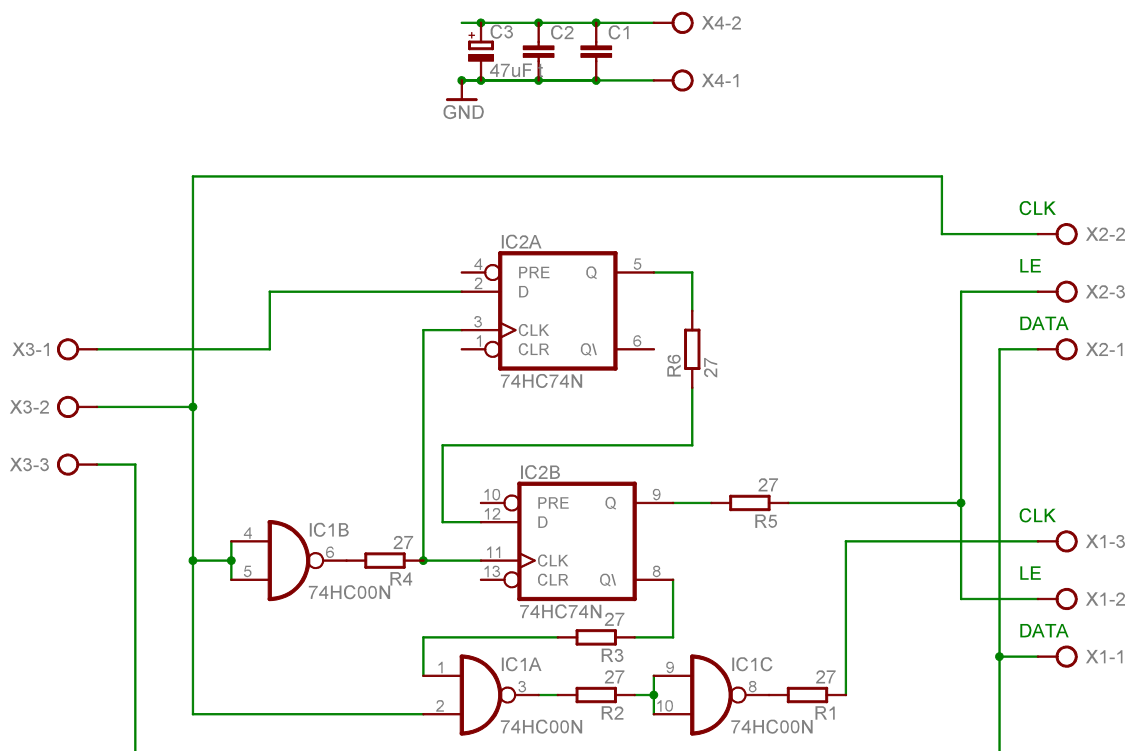 C3 C2 C1 X4-2
+
47uF
X4-1
GND
CLK
X2-2
IC2A
LE
4 PRE Q 5
2 D
X2-3
DATA
3 CLK
X3-1
1 CLR Q\ 6
X2-1
R6 27
74HC74N
X3-2
X3-3
IC2B
27
10 PRE Q 9
12 D
R5
CLK
IC1B
4
6
27
11 CLK
X1-3
5
R4
13 CLR Q\ 8
LE
74HC00N
74HC74N
X1-2
27
DATA
R3
IC1A
IC1C
X1-1
1
27
9
27
3
8
2
R2
10
R1
74HC00N
74HC00N